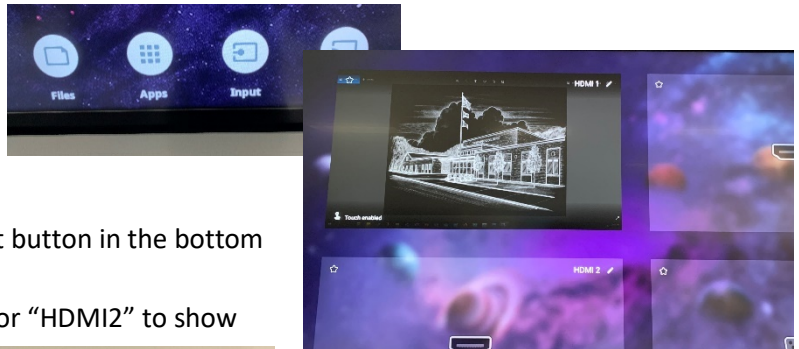 Files Apps Input
HDMI 1
Touch enabled
HDMI 2
t button in the bottom
or “HDMI2” to show